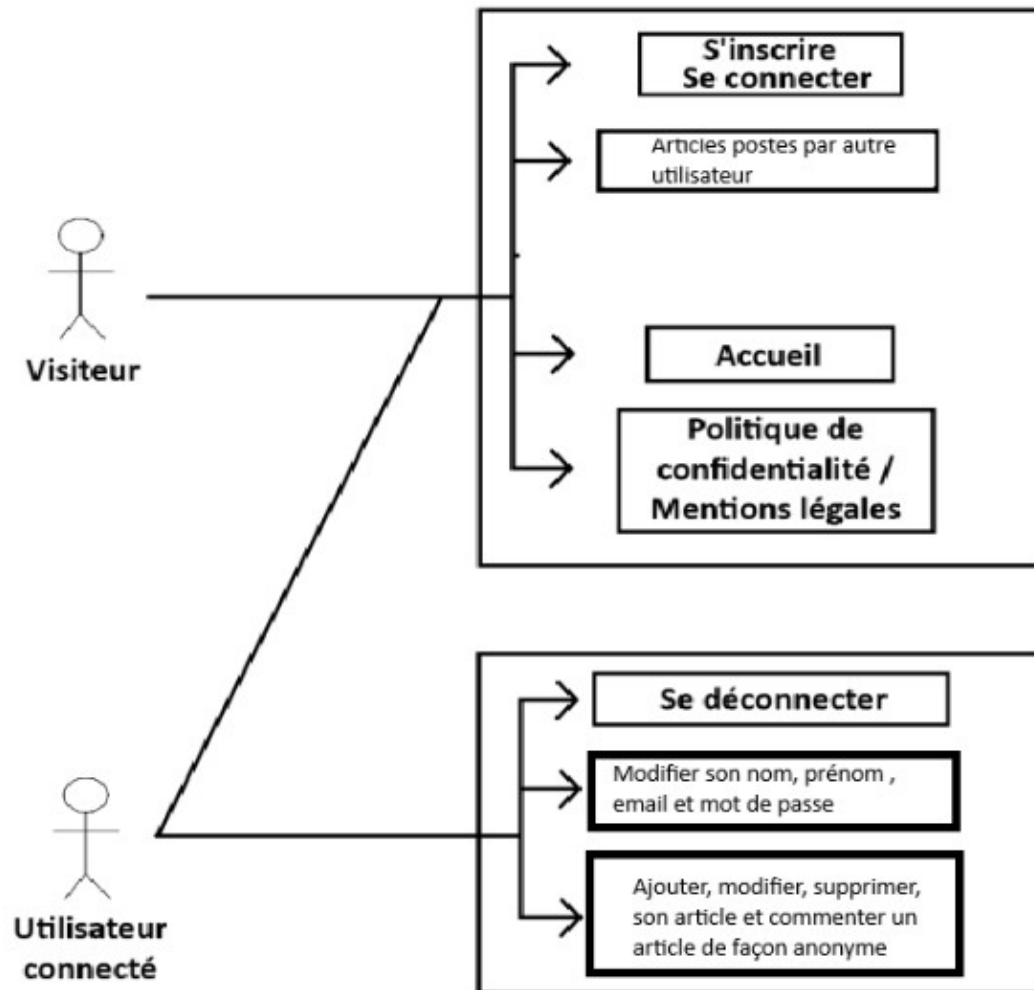 S'inscrire
Se connecter
Articles postes par autre
utilisateur
Visiteur
Accueil
Politique de
confidentialité /
Mentions légales
Se déconnecter
Modifier son nom, prénom ,
email et mot de passe
Utilisateur
connecté
Ajouter, modifier, supprimer,
son article et commenter un
article de façon anonyme